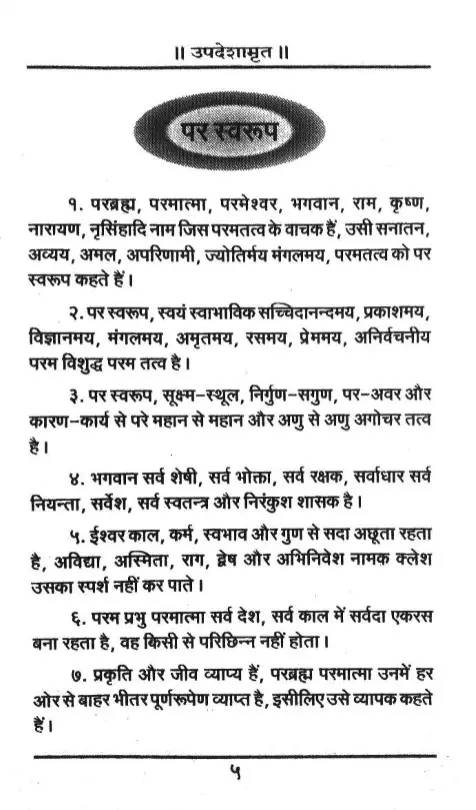 ॥ उपदेशामृत ॥
पर स्वरूप
१. परब्रह्म, परमात्मा, परमेश्वर, भगवान, राम, कृष्ण,
नारायण, नृसिंहादि नाम जिस परमतत्व के वाचक हैं, उसी सनातन,
अव्यय, अमल, अपरिणामी, ज्योतिर्मय मंगलमय, परमतत्व को पर
स्वरूप कहते हैं।
२. पर स्वरूप, स्वयं स्वाभाविक सच्चिदानन्दमय, प्रकाशमय,
विज्ञानमय, मंगलमय, अमृतमय, रसमय, प्रेममय, अनिर्वचनीय
परम विशुद्ध परम तत्व है।
३. पर स्वरूप, सूक्ष्म-स्थूल, निर्गुण-सगुण, पर-अवर और
कारण-कार्य से परे महान से महान और अणु से अणु अगोचर तत्व
है।
४. भगवान सर्व शेषी, सर्व भोक्ता, सर्व रक्षक, सर्वाधार सर्व
नियन्ता, सर्वेश, सर्व स्वतन्त्र और निरंकुश शासक है।
५. ईश्वर काल, कर्म, स्वभाव और गुण से सदा अछूता रहता
है, अविद्या, अस्मिता, राग, द्वेष और अभिनिवेश नामक क्लेश
उसका स्पर्श नहीं कर पाते।
६. परम प्रभु परमात्मा सर्व देश, सर्व काल में सर्वदा एकरस
बना रहता है, वह किसी से परिछिन्न नहीं होता।
७. प्रकृति और जीव व्याप्य हैं, परब्रह्म परमात्मा उनमें हर
ओर से बाहर भीतर पूर्णरूपेण व्याप्त है, इसीलिए उसे व्यापक कहते
हैं।
५